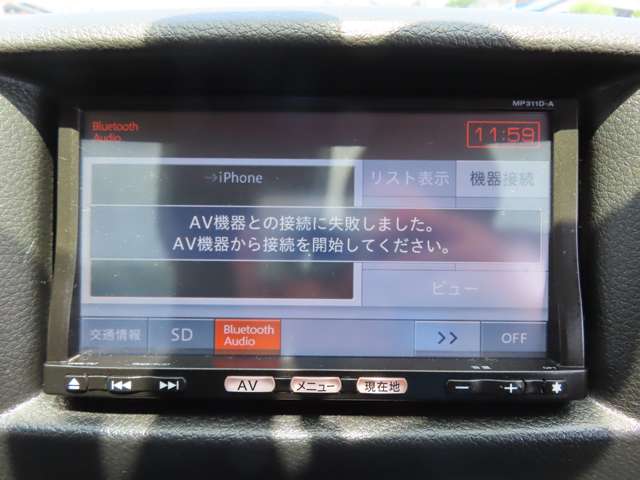 MP311D-A
Bluetooth
Audio
11:59
→iPhone
リスト表示
機器接続
AV機器との接続に失敗しました。
AV機器から接続を開始してください。
ビュー
交通情報
SD
Bluetooth
Audio
>>
OFF
AV
メニュー
現在地